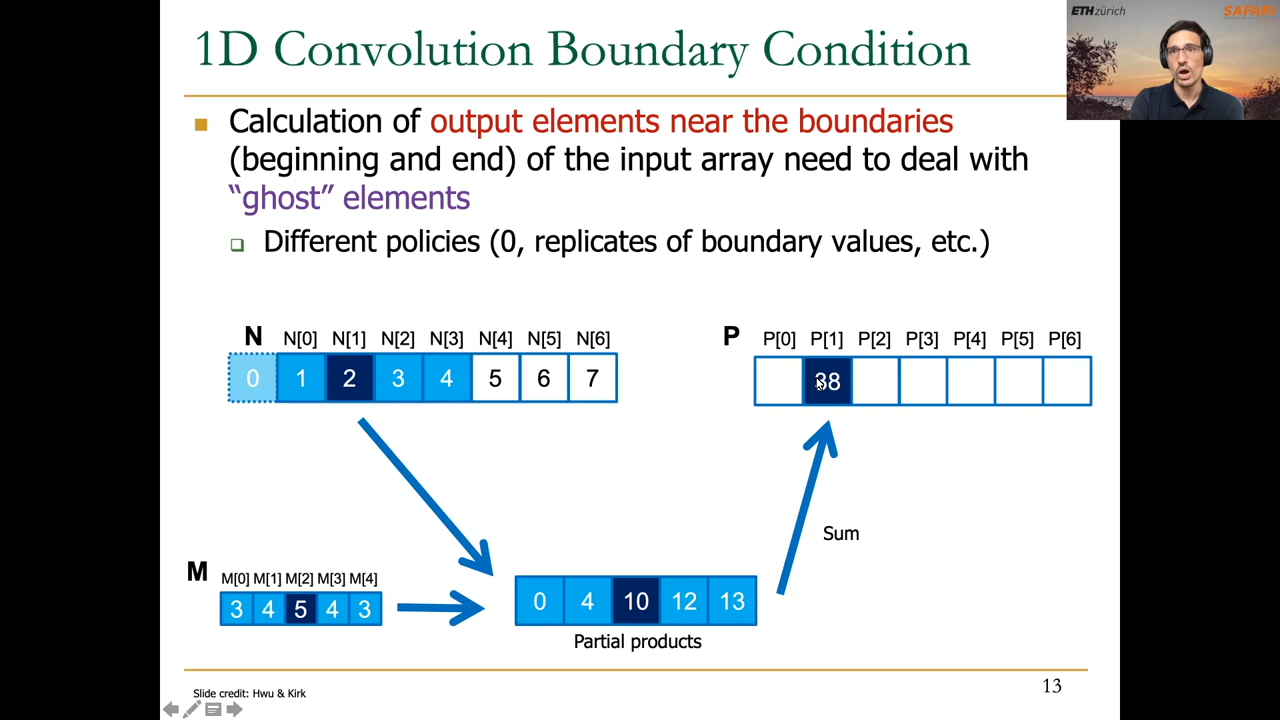 1D Convolution Boundary Condition
ETH zürich
SAFARI
Calculation of output elements near the boundaries
(beginning and end) of the input array need to deal with
“ghost” elements
Different policies (0, replicates of boundary values, etc.)
N N[0] N[1] N[2] N[3] N[4] N[5] N[6]
0 1 2 3 4 5 6 7
P P[0] P[1] P[2] P[3] P[4] P[5] P[6]
38
Sum
M M[0] M[1] M[2] M[3] M[4]
3 4 5 4 3
0 4 10 12 13
Partial products
Slide credit: Hwu & Kirk
13